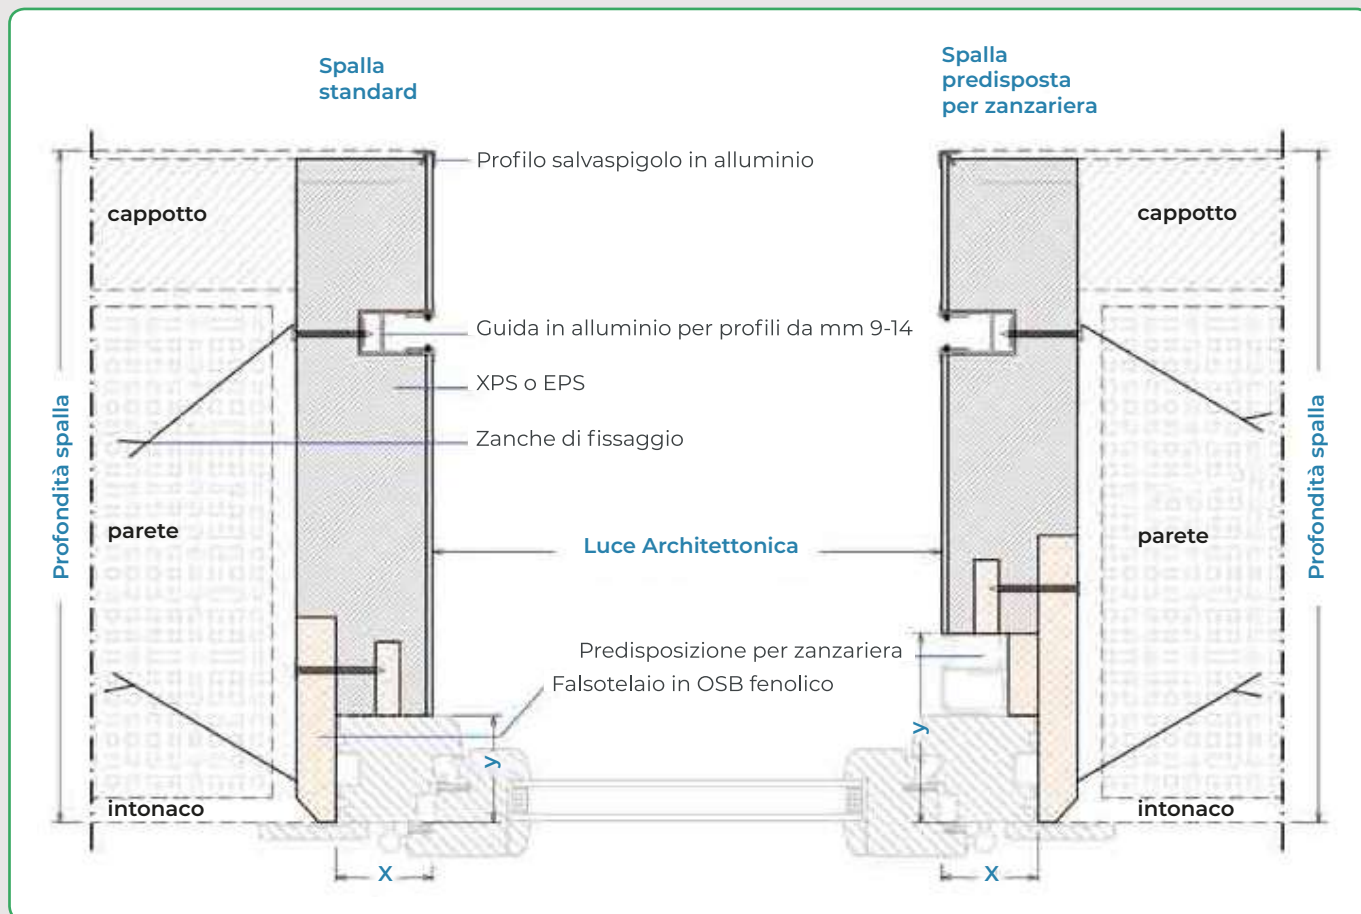 Spalla
standard
Spalla
predisposta
per zanzariera
Profilo salvaspigolo in alluminio
cappotto
cappotto
Guida in alluminio per profili da mm 9-14
XPS o EPS
Zanche di fissaggio
Profondità spalla
Profondità spalla
parete
Luce Architettonica
parete
Predisposizione per zanzariera
Falsotelaio in OSB fenolico
y
y
intonaco
intonaco
X
X